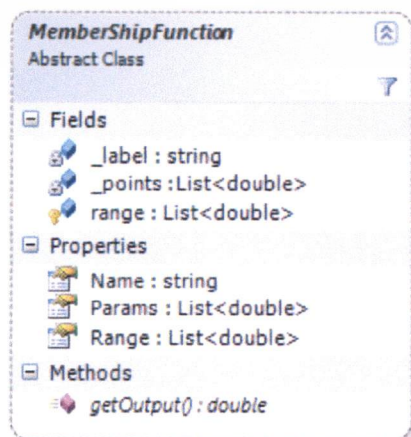 MemberShipFunction
Abstract Class
Fields
_label : string
_points :List<double>
range : List<double>
Properties
Name : string
Params : List<double>
Range : List<double>
Methods
getOutput() : double